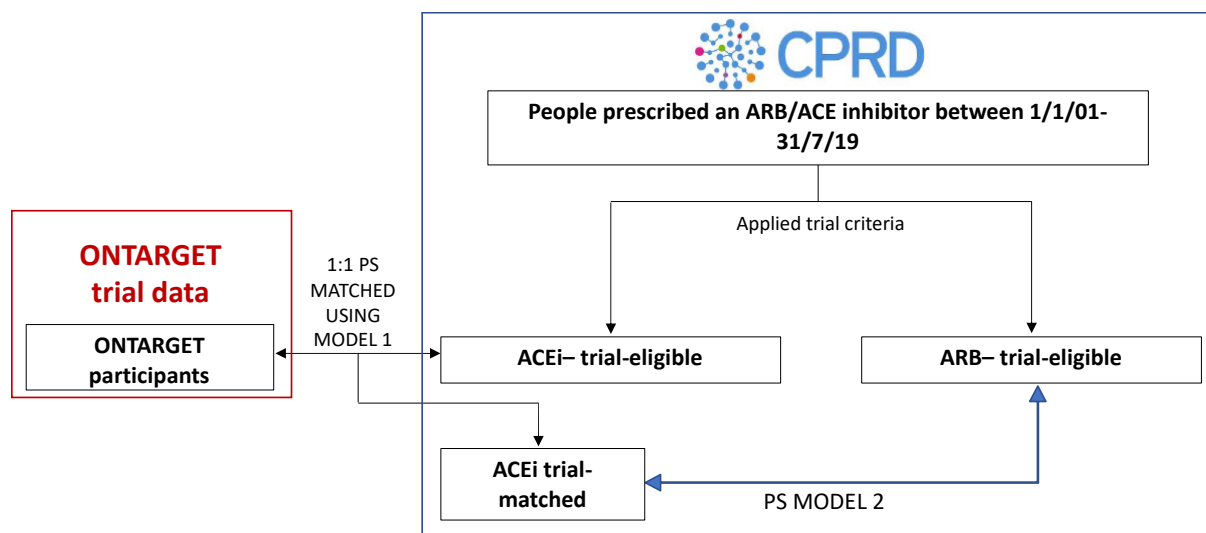 CPRD
People prescribed an ARB/ACE inhibitor between 1/1/01-
31/7/19
Applied trial criteria
ONTARGET
trial data
ONTARGET
participants
1:1 PS
MATCHED
USING
MODEL 1
ACEi– trial-eligible
ARB– trial-eligible
ACEi trial-
matched
PS MODEL 2